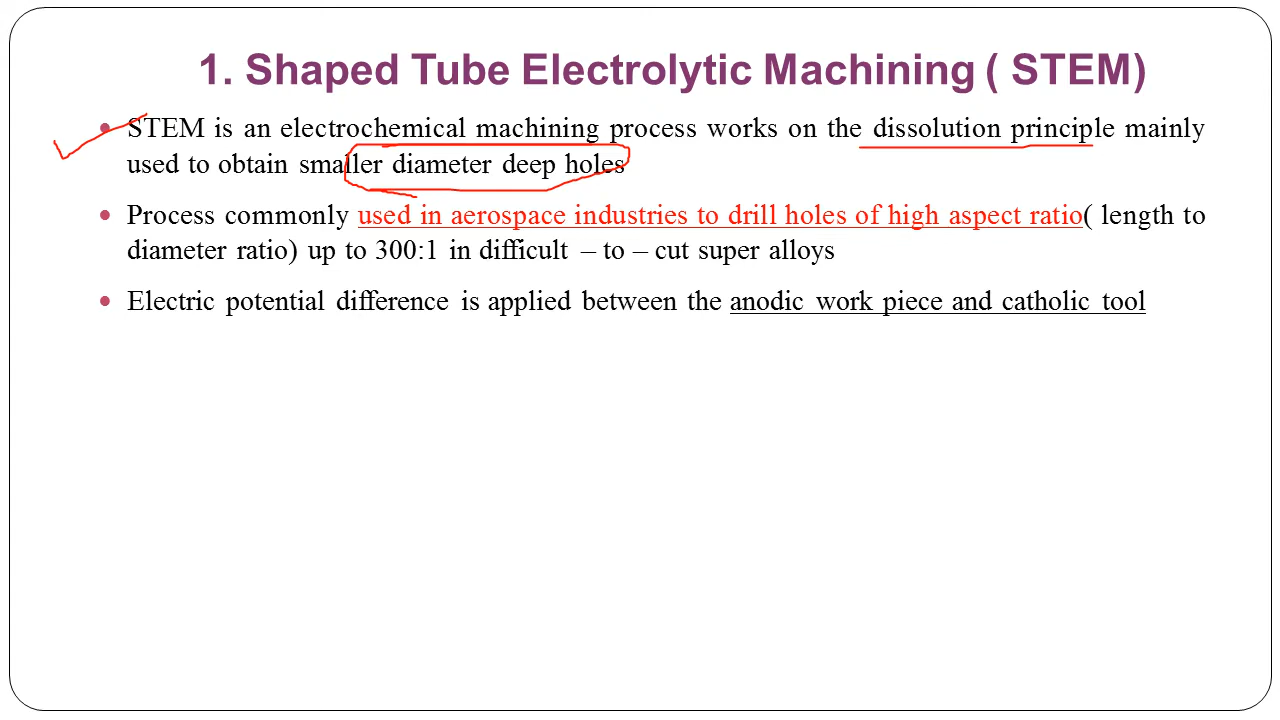 1. Shaped Tube Electrolytic Machining ( STEM)
• STEM is an electrochemical machining process works on the dissolution principle mainly
used to obtain smaller diameter deep holes
• Process commonly used in aerospace industries to drill holes of high aspect ratio( length to
diameter ratio) up to 300:1 in difficult – to – cut super alloys
• Electric potential difference is applied between the anodic work piece and catholic tool